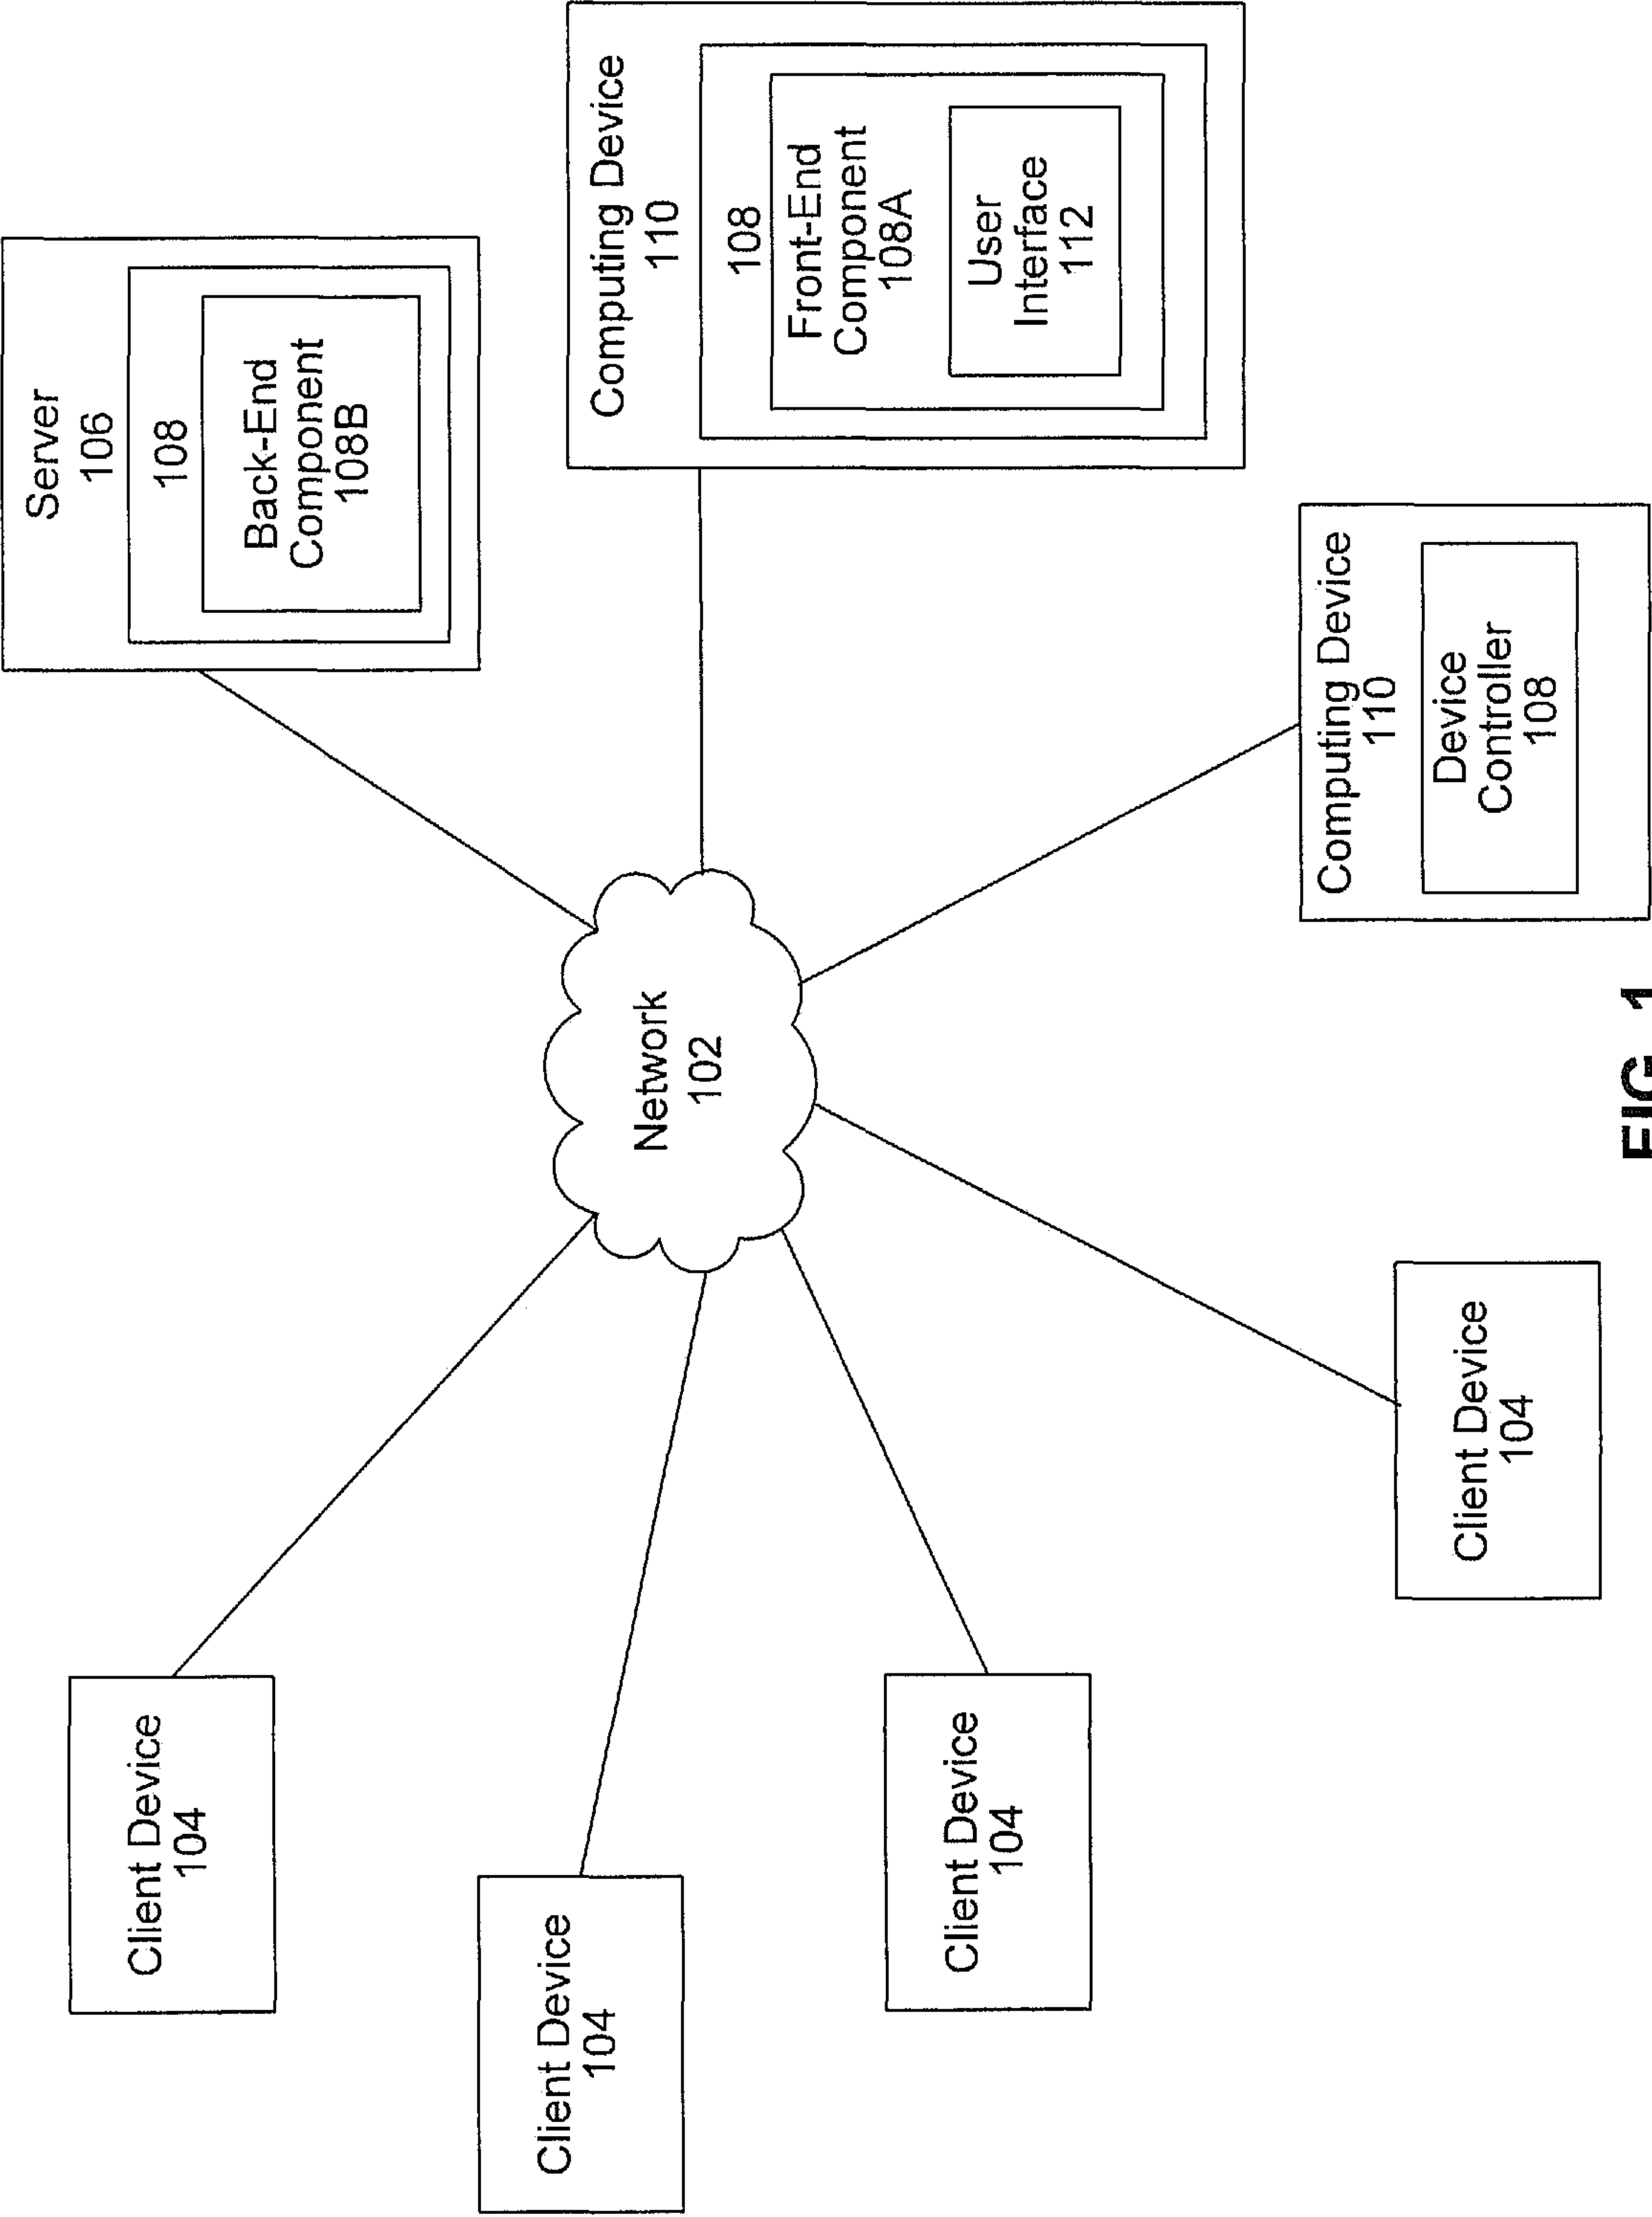 Server
106
108
Back-End
Component
108B
Client Device
104
Client Device
104
Network
102
Computing Device
110
108
Front-End
Component
108A
User
Interface
112
Client Device
104
Computing Device
110
Device
Controller
108
Client Device
104
FIG. 1